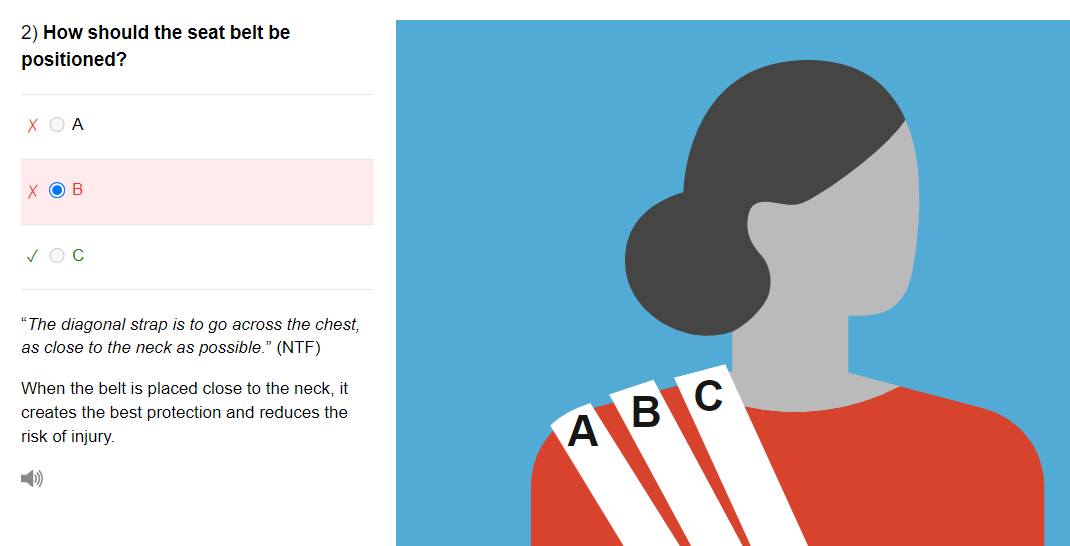 2) How should the seat belt be
positioned?
✗ A
✗ B
✓ C
“The diagonal strap is to go across the chest,
as close to the neck as possible.” (NTF)
When the belt is placed close to the neck, it
creates the best protection and reduces the
risk of injury.
A
B
C